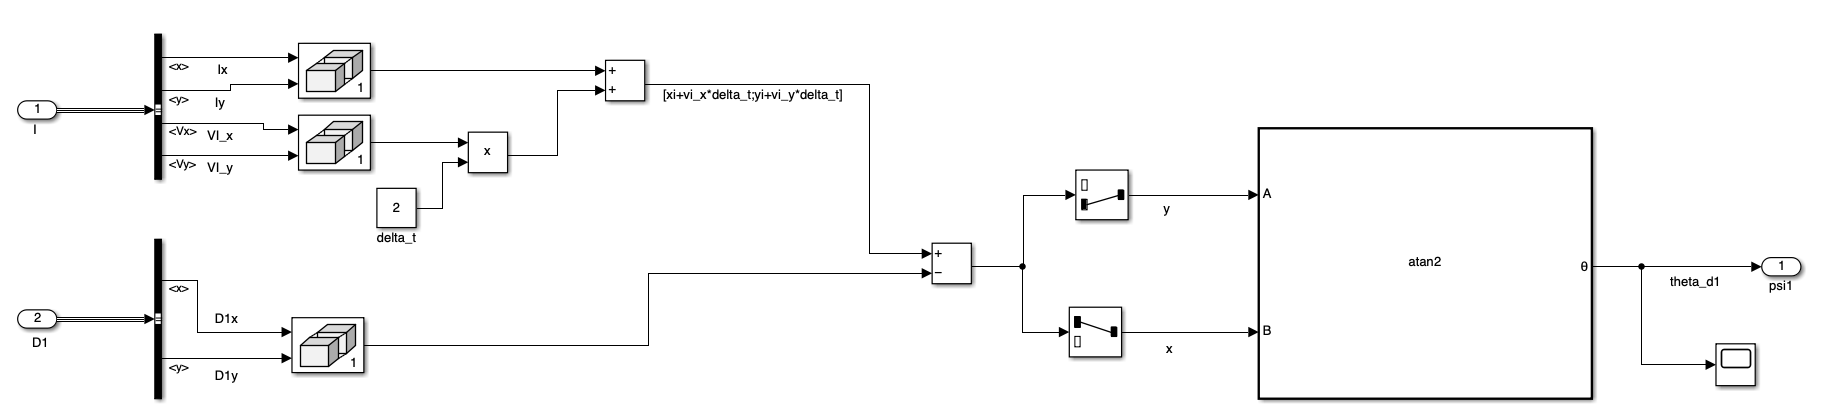 1
I
<x>
Ix
<y>
Iy
<Vx>
VI_x
<Vy>
VI_y
1
1
2
delta_t
x
+
+
[xi+vi_x*delta_t;yi+vi_y*delta_t]
2
D1
<x>
D1x
<y>
D1y
1
+
−
y
x
A
B
atan2
θ
theta_d1
1
psi1